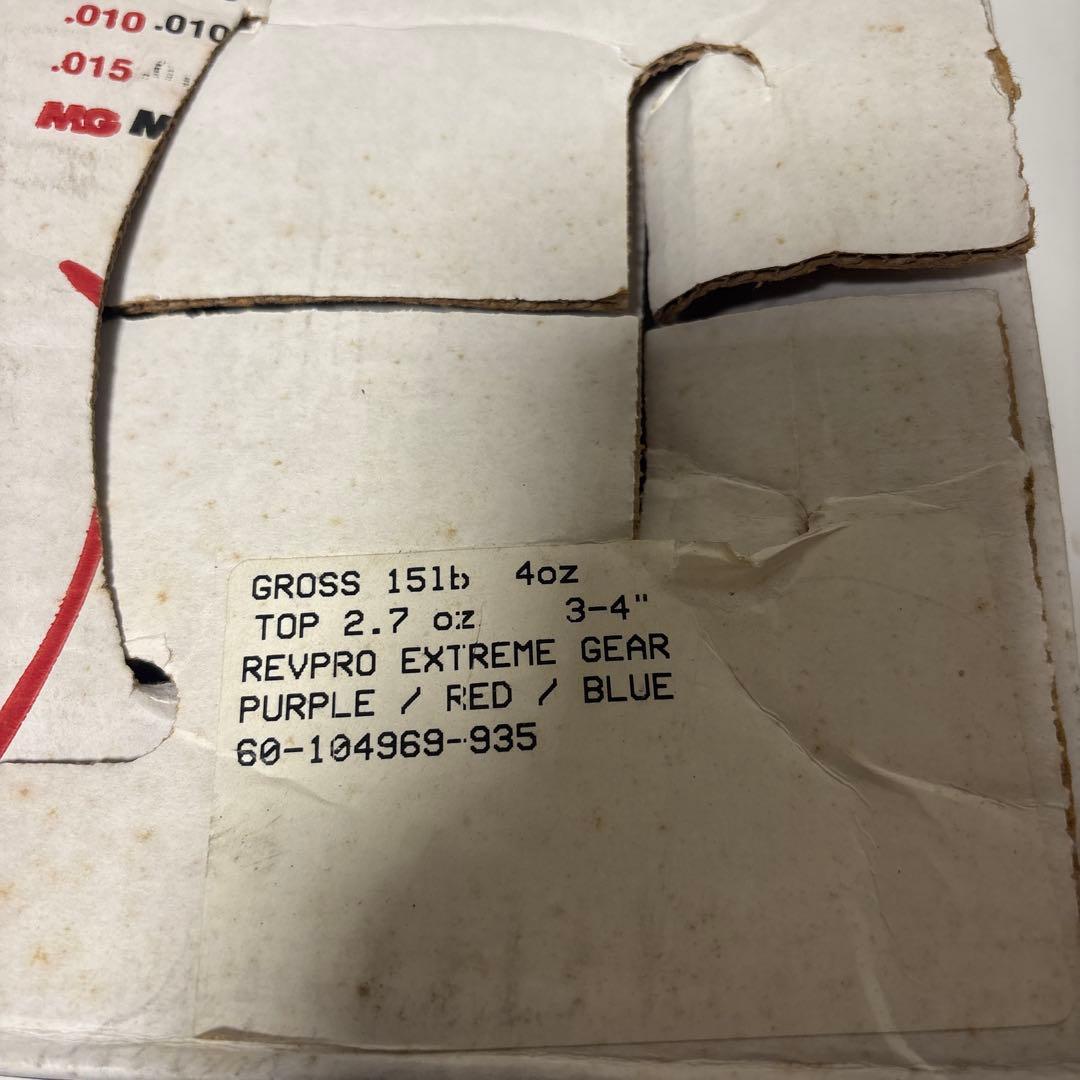 .010 .010
.015
MG
GROSS 15lb 4oz
TOP 2.7 oz 3-4"
REVPRO EXTREME GEAR
PURPLE / RED / BLUE
60-104969-935